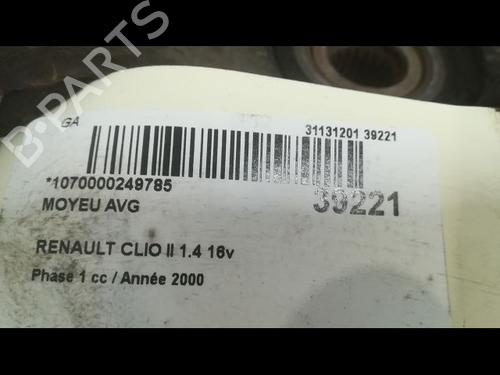 B-PARTS
GA
31131201 39221
*1070000249785
39221
MOYEU AVG
RENAULT CLIO II 1.4 16v
Phase 1 cc / Année 2000